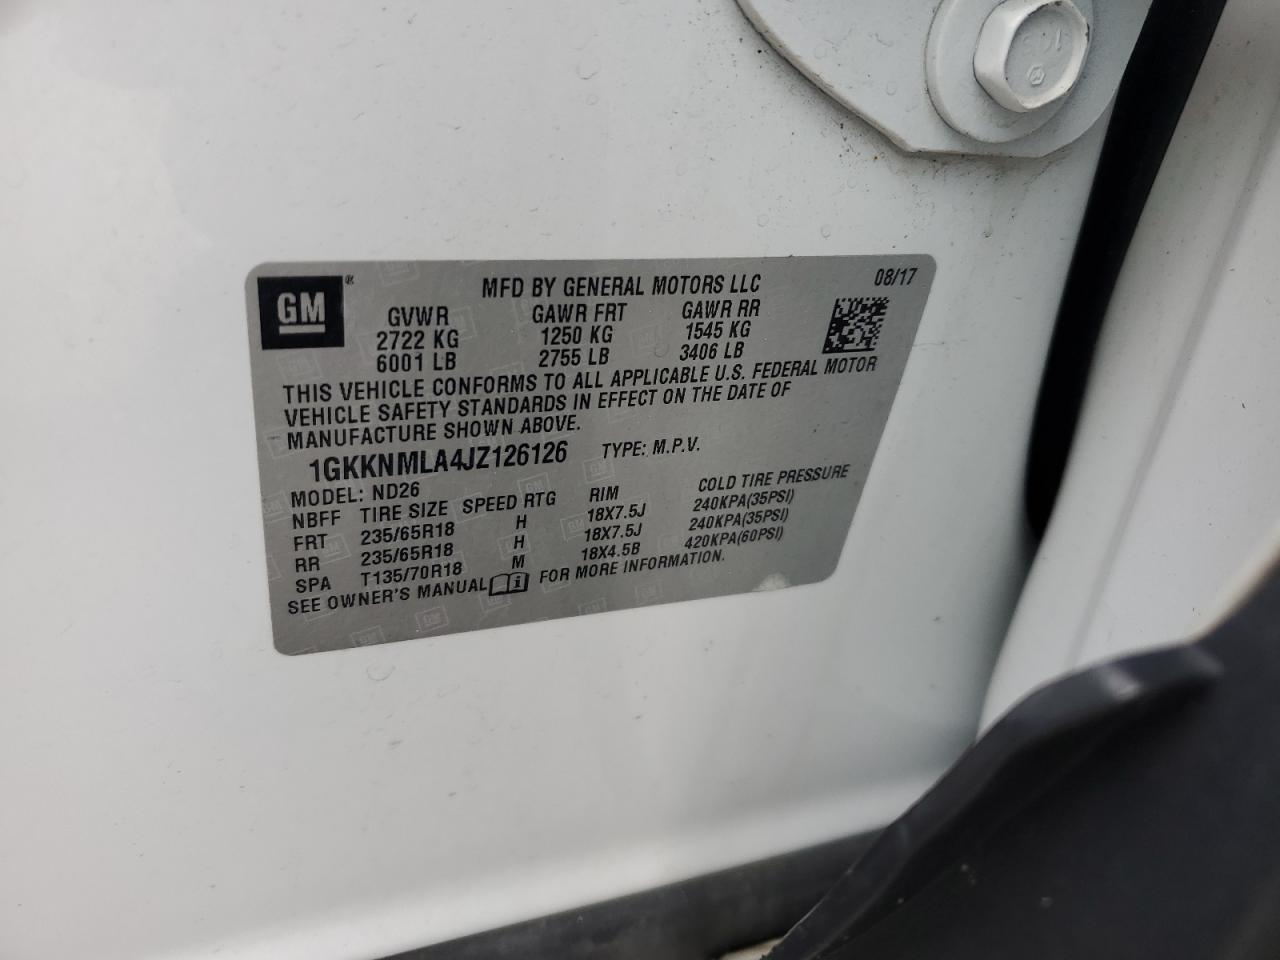 GM ® MFD BY GENERAL MOTORS LLC 08/17
GVWR GAWR FRT GAWR RR
2722 KG 1250 KG 1545 KG
6001 LB 2755 LB 3406 LB
THIS VEHICLE CONFORMS TO ALL APPLICABLE U.S. FEDERAL MOTOR
VEHICLE SAFETY STANDARDS IN EFFECT ON THE DATE OF
MANUFACTURE SHOWN ABOVE.
1GKKNMLA4JZ126126 TYPE: M.P.V.
MODEL: ND26
NBFF TIRE SIZE SPEED RTG RIM COLD TIRE PRESSURE
FRT 235/65R18 H 18X7.5J 240KPA(35PSI)
RR 235/65R18 H 18X7.5J 240KPA(35PSI)
SPA T135/70R18 M 18X4.5B 420KPA(60PSI)
SEE OWNER'S MANUAL i FOR MORE INFORMATION.